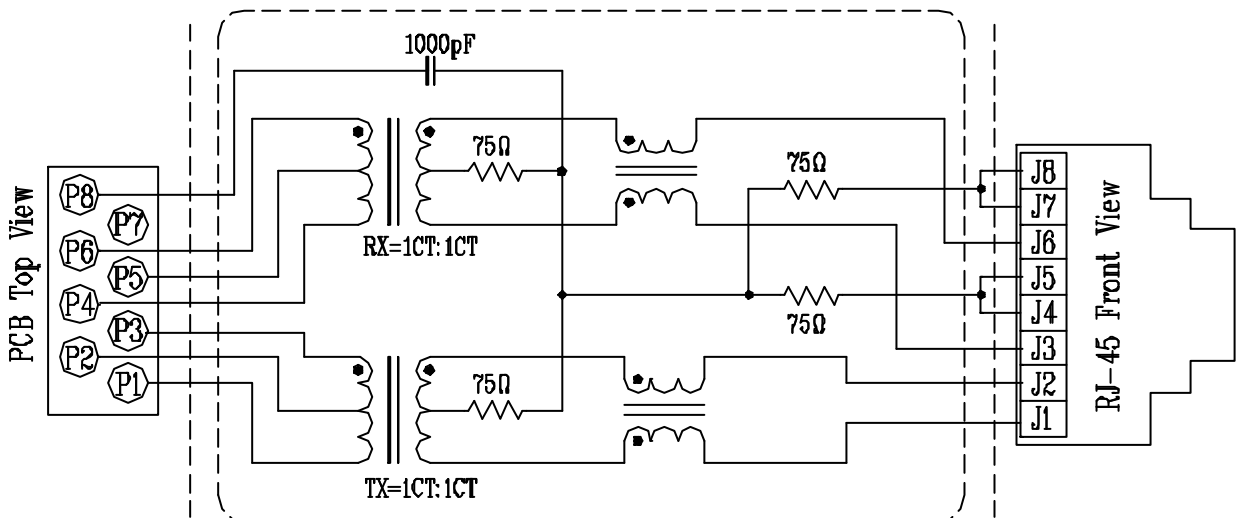 1000pF
75Ω
75Ω
P8
P7
P6
P5
P4
P3
P2
P1
PCB Top View
RX=1CT:1CT
75Ω
75Ω
TX=1CT:1CT
J8
J7
J6
J5
J4
J3
J2
J1
RJ-45 Front View